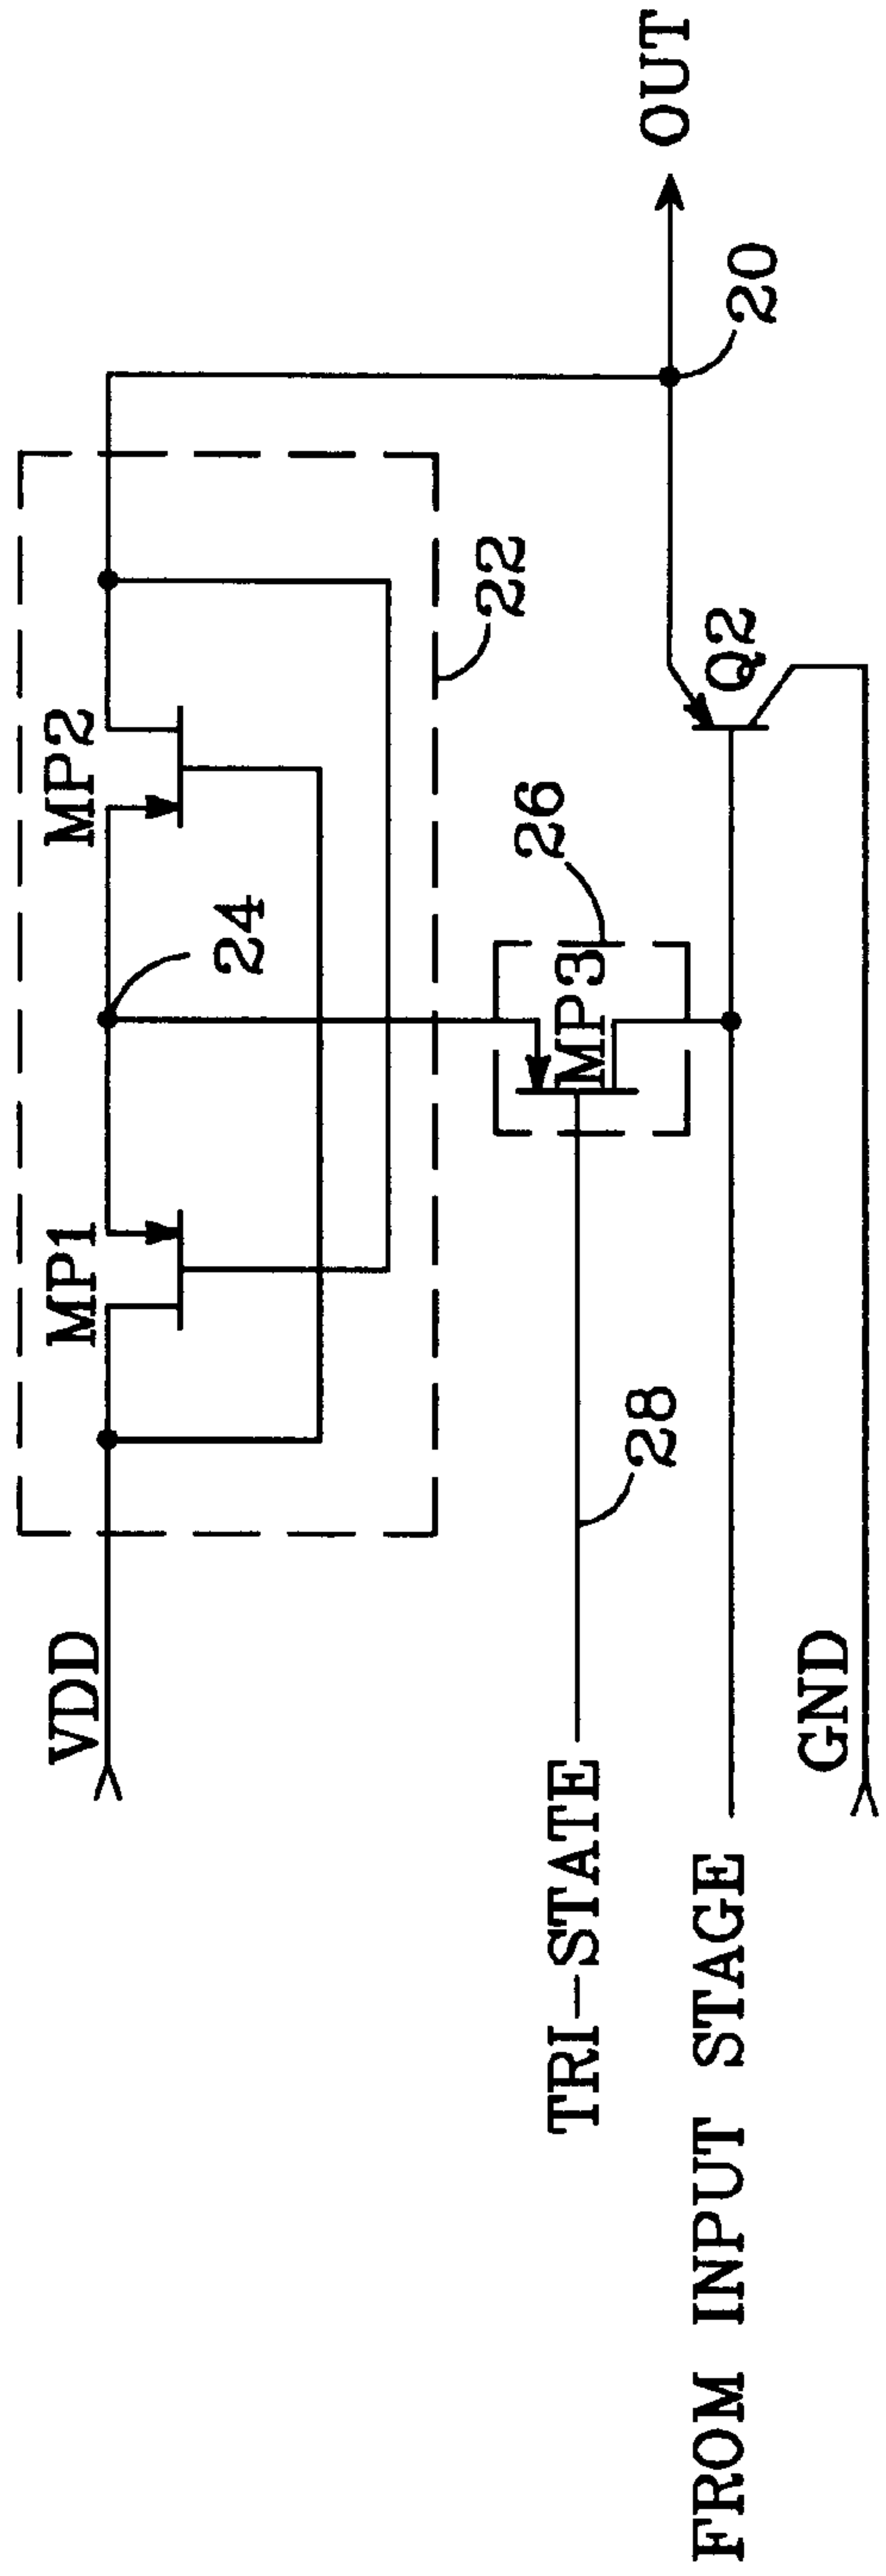 VDD
MP1
MP2
24
22
26
MP3
28
TRI-STATE
FROM INPUT STAGE
GND
Q2
20
OUT